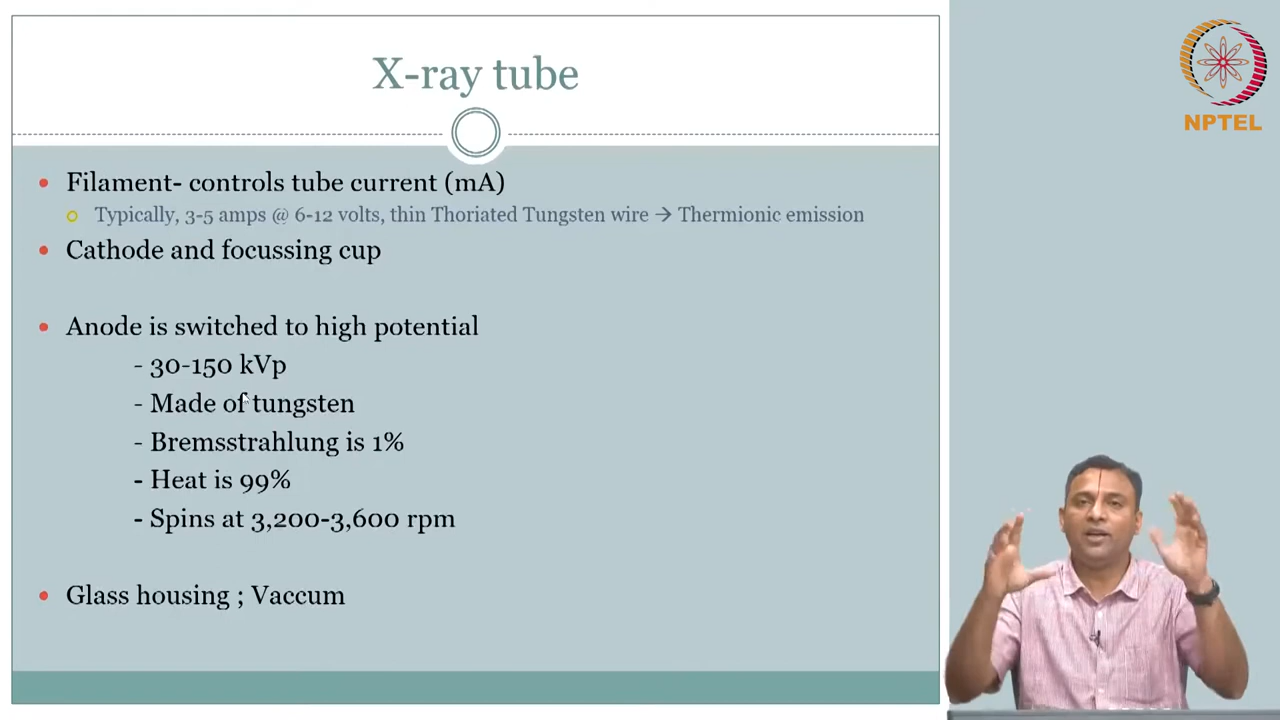 X-ray tube
• Filament- controls tube current (mA)
Typically, 3-5 amps @ 6-12 volts, thin Thoriated Tungsten wire → Thermionic emission
• Cathode and focussing cup
• Anode is switched to high potential
- 30-150 kVp
- Made of tungsten
- Bremsstrahlung is 1%
- Heat is 99%
- Spins at 3,200-3,600 rpm
• Glass housing ; Vaccum
NPTEL